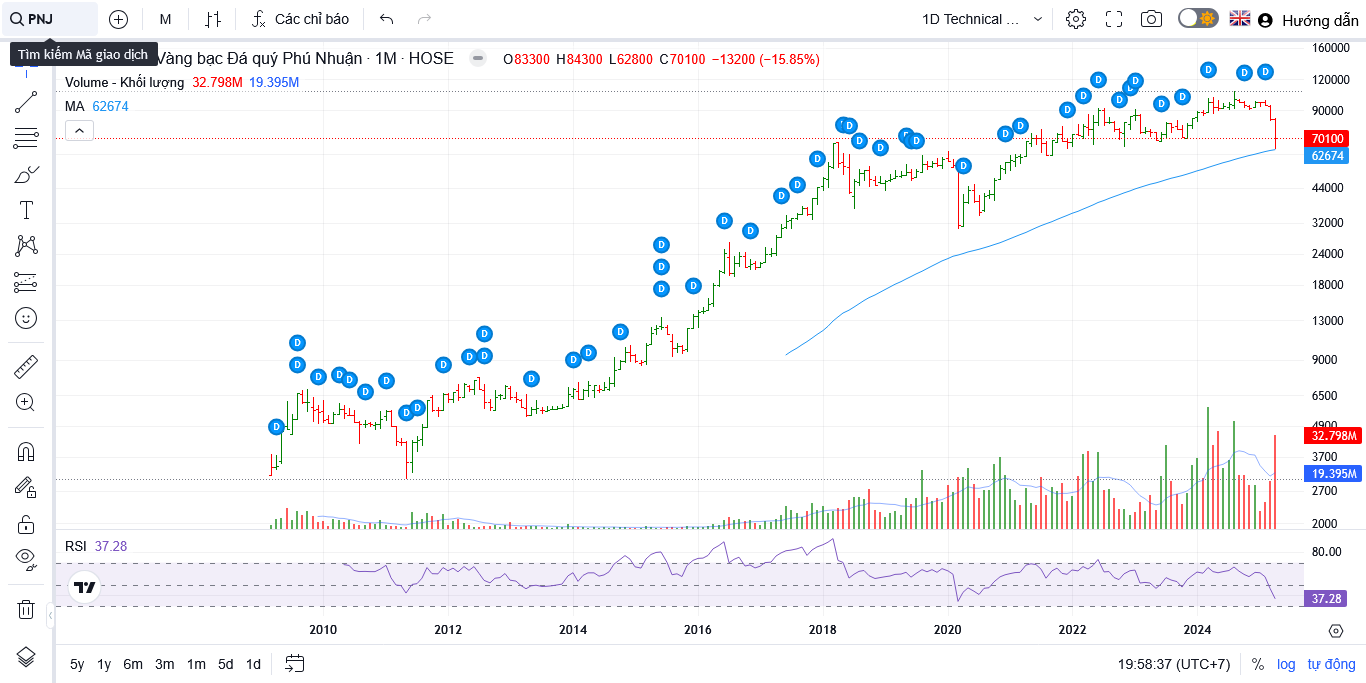 PNJ
M
Các chỉ báo
1D Technical ...
Hướng dẫn
Tìm kiếm Mã giao dịch
Vàng bạc Đá quý Phú Nhuận · 1M · HOSE
O83300 H84300 L62800 C70100 −13200 (−15.85%)
Volume - Khối lượng 32.798M 19.395M
MA 62674
160000
120000
90000
70100
62674
44000
32000
24000
18000
13000
9000
6500
4900
32.798M
3700
19.395M
2700
2000
D D D D D D D D D D D D D D D D D D D D D D D D D D D D D D D D D D D D D D D D D D D D D D
RSI 37.28
80.00
37.28
2010 2012 2014 2016 2018 2020 2022 2024
5y 1y 6m 3m 1m 5d 1d
19:58:37 (UTC+7)
% log tự động